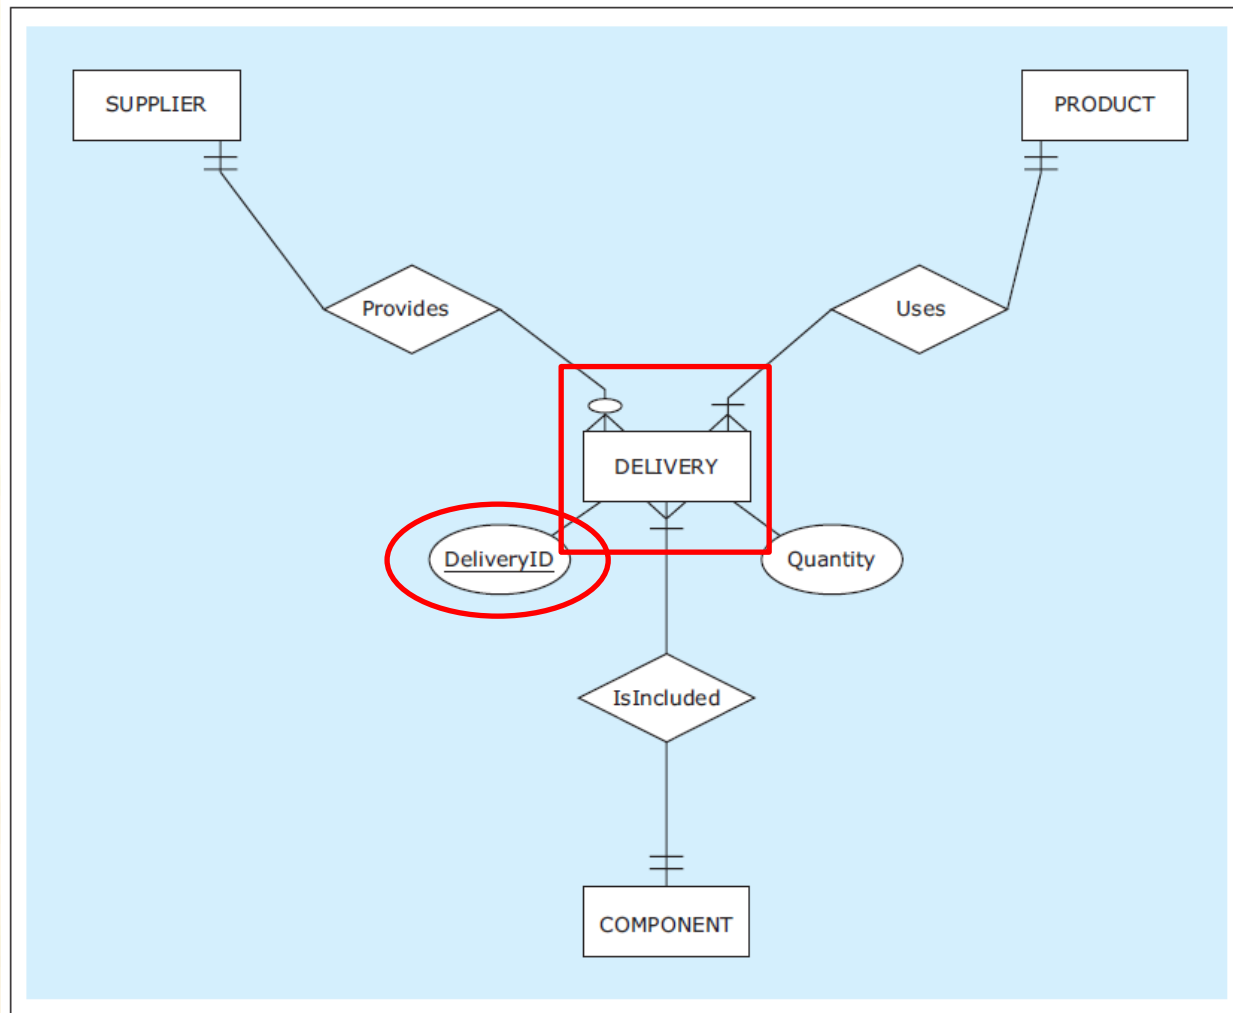 SUPPLIER
PRODUCT
Provides
Uses
DELIVERY
DeliveryID
Quantity
IsIncluded
COMPONENT